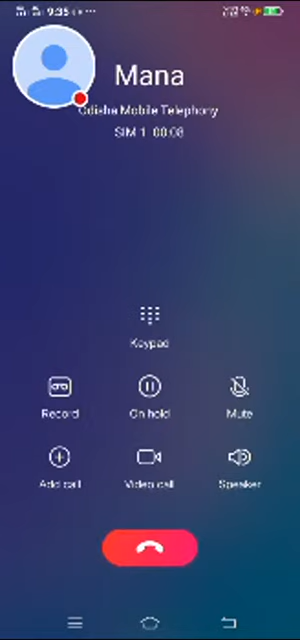 9:35
Mana
Odisha Mobile Telephony
SIM 1 00:08
Keypad
Record On hold Mute
Add call Video call Speaker